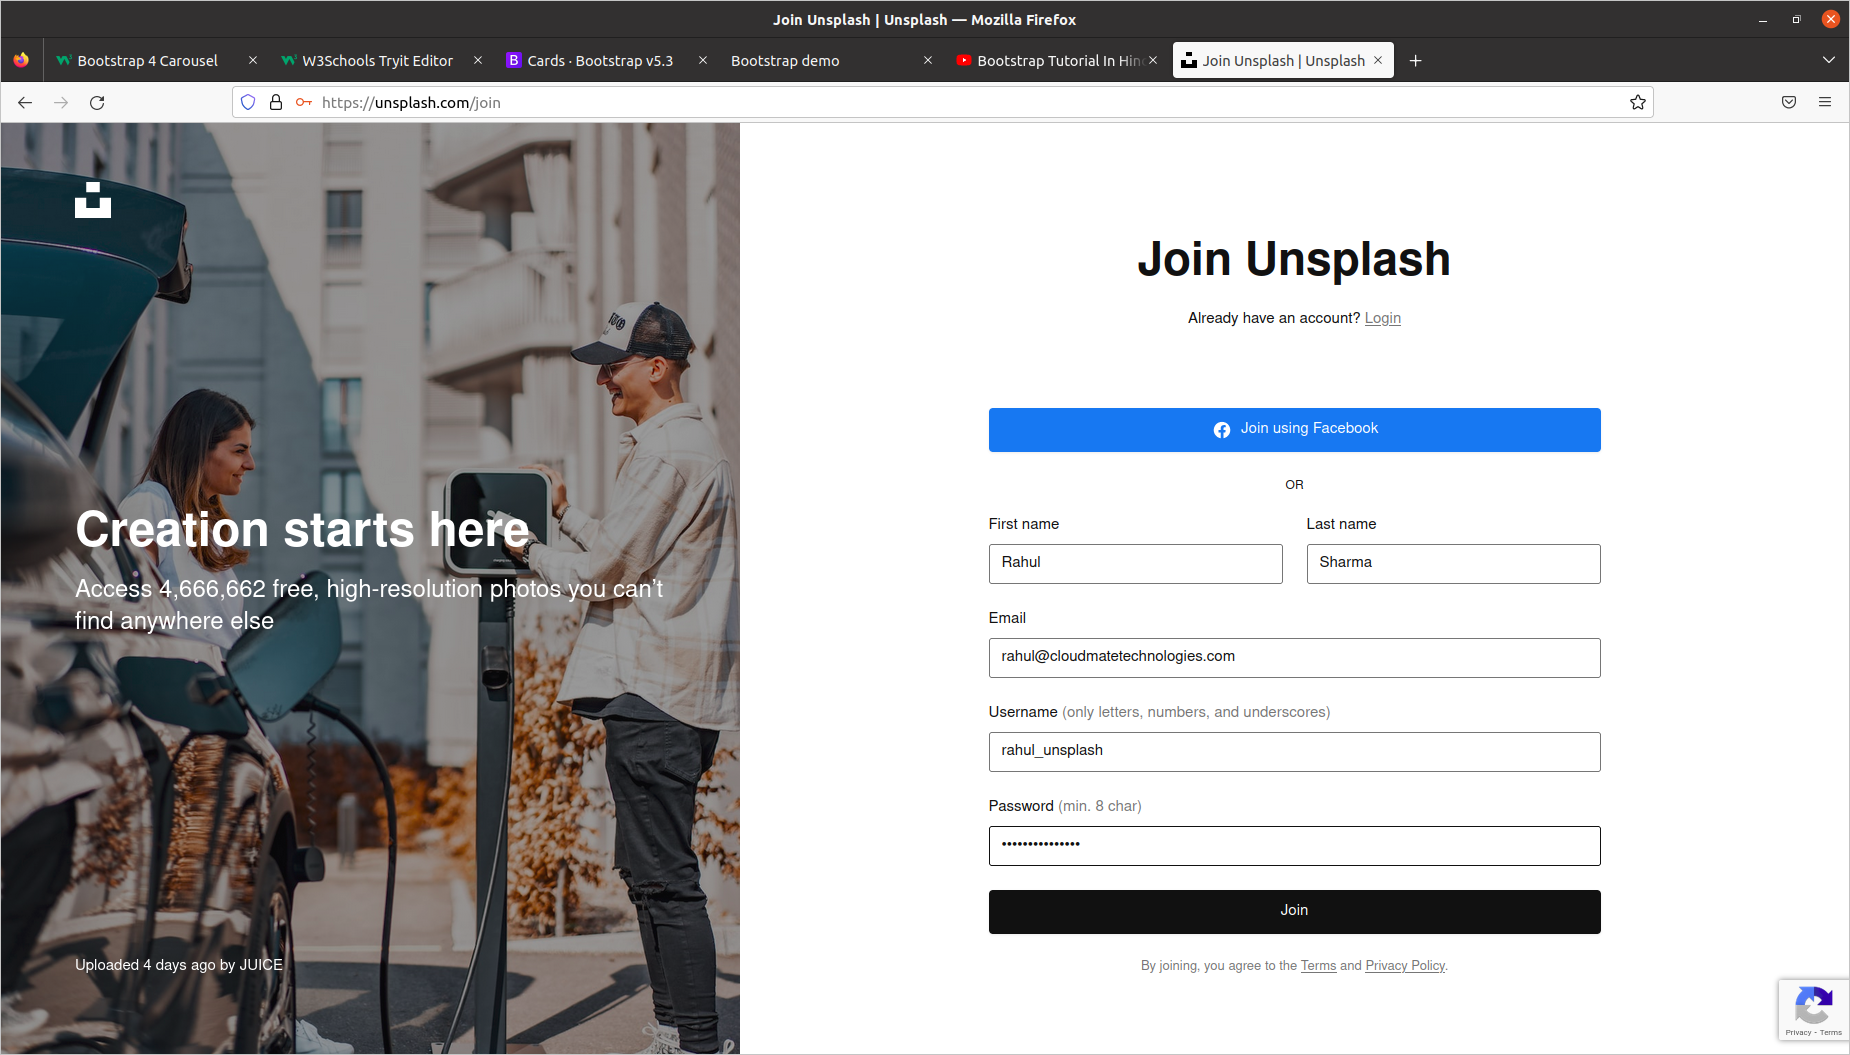 Join Unsplash | Unsplash — Mozilla Firefox
Bootstrap 4 Carousel
W3Schools Tryit Editor
B Cards · Bootstrap v5.3
Bootstrap demo
Bootstrap Tutorial In Hin
Join Unsplash | Unsplash
https://unsplash.com/join
Creation starts here
Access 4,666,662 free, high-resolution photos you can’t
find anywhere else
Uploaded 4 days ago by JUICE
Join Unsplash
Already have an account? Login
Join using Facebook
OR
First name
Last name
Rahul
Sharma
Email
rahul@cloudmatetechnologies.com
Username (only letters, numbers, and underscores)
rahul_unsplash
Password (min. 8 char)
•••••••••••••••
Join
By joining, you agree to the Terms and Privacy Policy.
Privacy - Terms